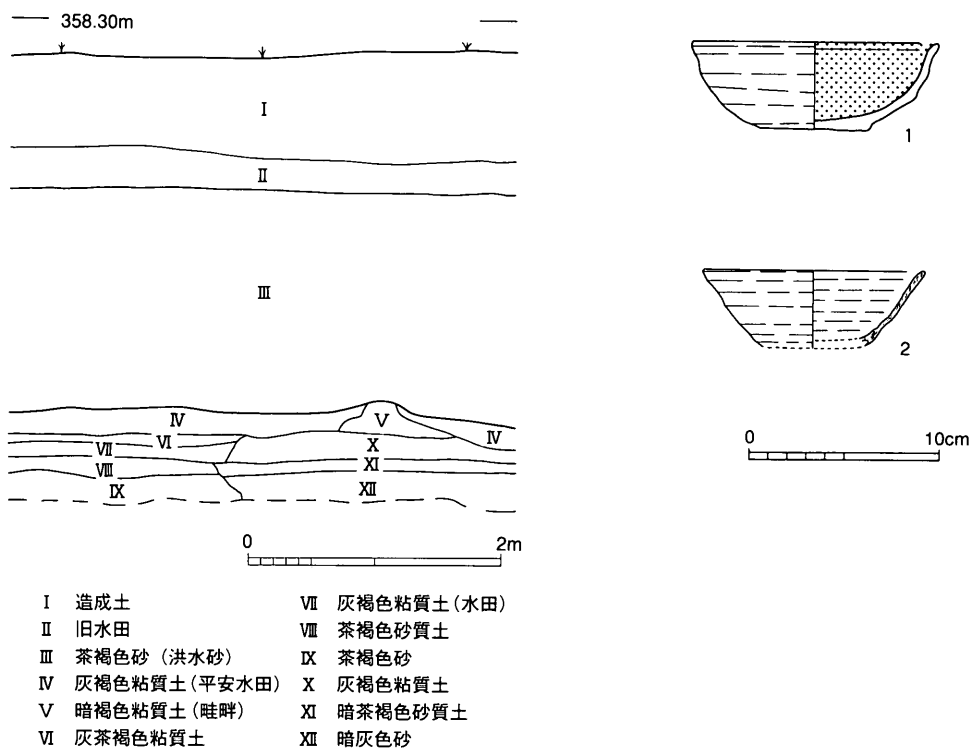 358.30m
Ⅰ
Ⅱ
Ⅲ
Ⅳ
Ⅴ
Ⅳ
Ⅵ
Ⅶ
Ⅹ
Ⅷ
Ⅺ
Ⅸ
Ⅻ
0 2m
1
2
0 10cm
Ⅰ 造成土
Ⅱ 旧水田
Ⅲ 茶褐色砂（洪水砂）
Ⅳ 灰褐色粘質土(平安水田)
Ⅴ 暗褐色粘質土(畦畔)
Ⅵ 灰茶褐色粘質土
Ⅶ 灰褐色粘質土(水田)
Ⅷ 茶褐色砂質土
Ⅸ 茶褐色砂
Ⅹ 灰褐色粘質土
Ⅺ 暗茶褐色砂質土
Ⅻ 暗灰色砂